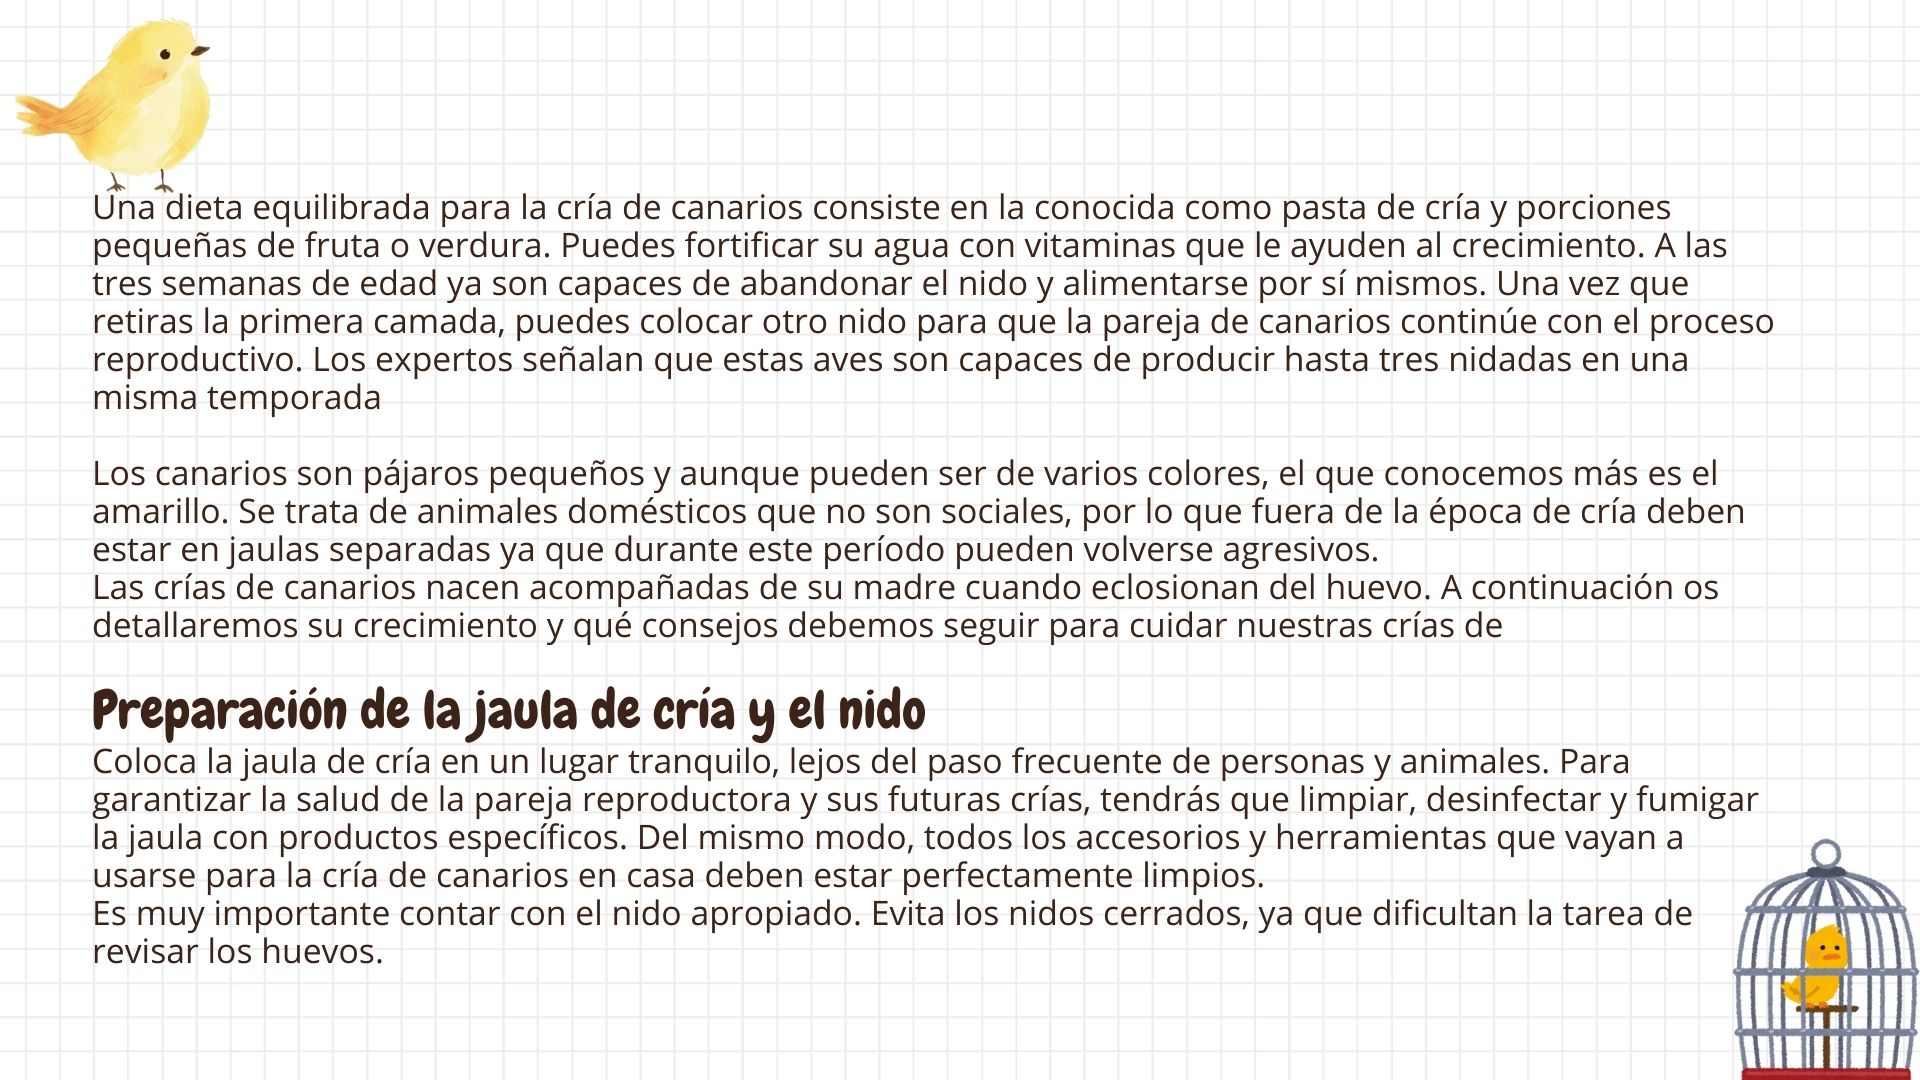 Una dieta equilibrada para la cría de canarios consiste en la conocida como pasta de cría y porciones
pequeñas de fruta o verdura. Puedes fortificar su agua con vitaminas que le ayuden al crecimiento. A las
tres semanas de edad ya son capaces de abandonar el nido y alimentarse por sí mismos. Una vez que
retiras la primera camada, puedes colocar otro nido para que la pareja de canarios continúe con el proceso
reproductivo. Los expertos señalan que estas aves son capaces de producir hasta tres nidadas en una
misma temporada
Los canarios son pájaros pequeños y aunque pueden ser de varios colores, el que conocemos más es el
amarillo. Se trata de animales domésticos que no son sociales, por lo que fuera de la época de cría deben
estar en jaulas separadas ya que durante este período pueden volverse agresivos.
Las crías de canarios nacen acompañadas de su madre cuando eclosionan del huevo. A continuación os
detallaremos su crecimiento y qué consejos debemos seguir para cuidar nuestras crías de
Preparación de la jaula de cría y el nido
Coloca la jaula de cría en un lugar tranquilo, lejos del paso frecuente de personas y animales. Para
garantizar la salud de la pareja reproductora y sus futuras crías, tendrás que limpiar, desinfectar y fumigar
la jaula con productos específicos. Del mismo modo, todos los accesorios y herramientas que vayan a
usarse para la cría de canarios en casa deben estar perfectamente limpios.
Es muy importante contar con el nido apropiado. Evita los nidos cerrados, ya que dificultan la tarea de
revisar los huevos.